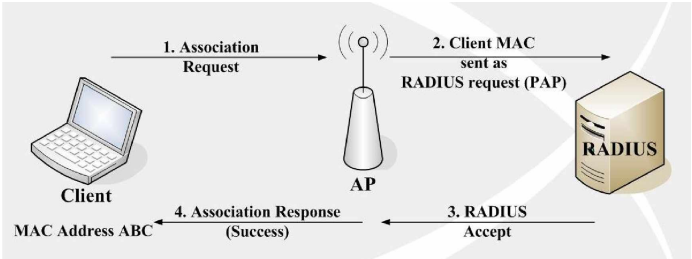 1. Association
Request
2. Client MAC
sent as
RADIUS request (PAP)
RADIUS
Client
AP
MAC Address ABC
4. Association Response
(Success)
3. RADIUS
Accept